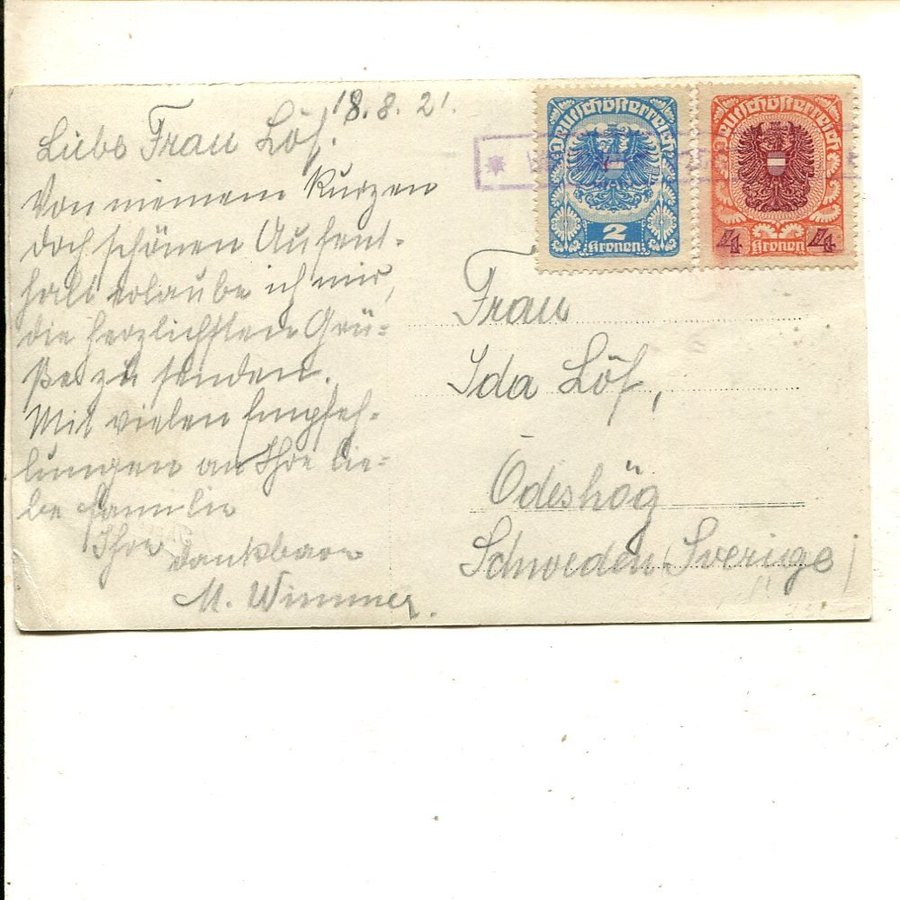 18.8.21.
Liebe Frau Löf!
Von meinem kurzen
doch schönen Aufent-
halt erlaube ich mir,
die herzlichsten Grü-
ße zu senden.
Mit vielen Empfeh-
lungen an Ihre lie-
be Familie
Ihre dankbare
M. Wimmer.
Deutschösterreich
2
Kronen
Deutschösterreich
4 4
Kronen
Frau
Ida Löf,
Ödeshög
Schweden/Sverige/